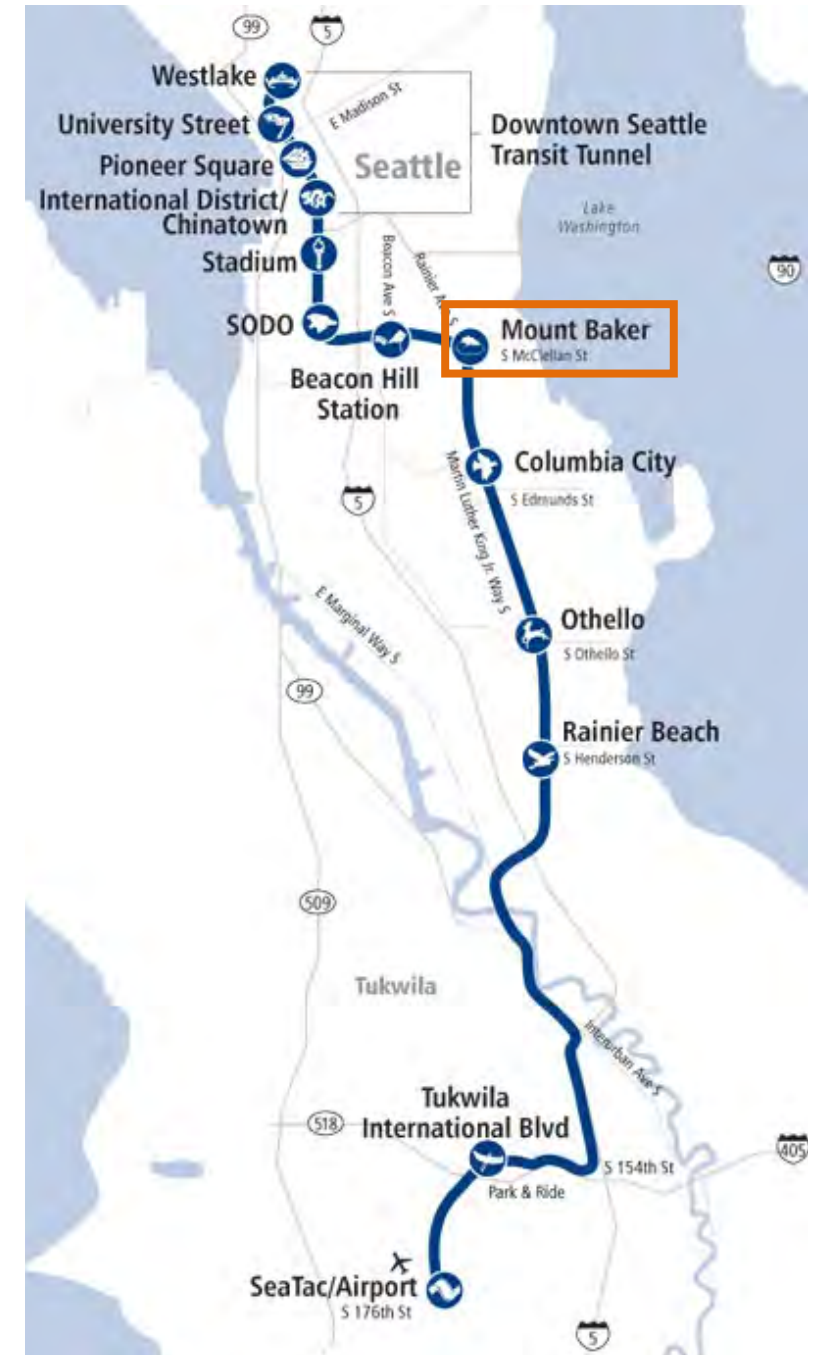 99
5
Westlake
E Madison St
University Street
Downtown Seattle
Transit Tunnel
Pioneer Square
Seattle
International District/
Chinatown
Lake
Washington
Beacon Ave S
Rainier Ave S
Stadium
90
SODO
Mount Baker
S McClellan St
Beacon Hill
Station
Columbia City
S Edmunds St
5
Martin Luther King Jr. Way S
E Marginal Way S
Othello
S Othello St
99
Rainier Beach
S Henderson St
509
Tukwila
Interurban Ave S
Tukwila
International Blvd
518
405
S 154th St
Park & Ride
SeaTac/Airport
S 176th St
5